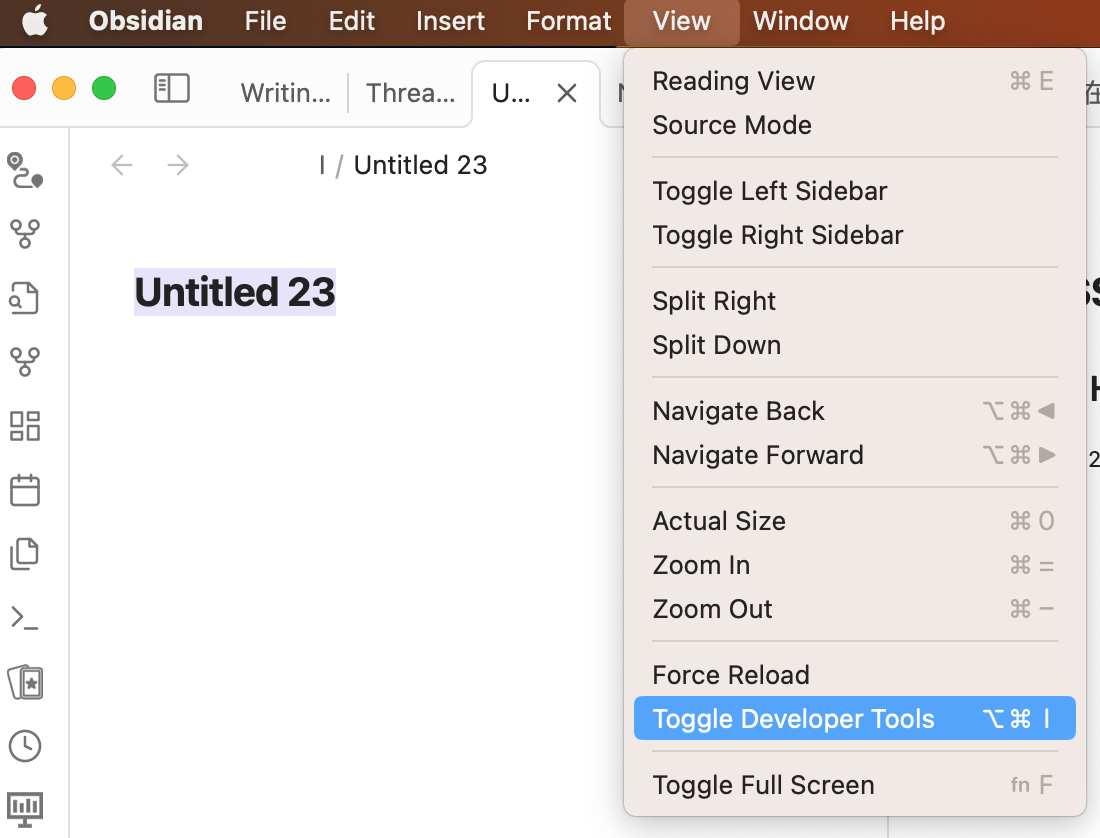 Obsidian File Edit Insert Format View Window Help
Writin... Threa... U...
I / Untitled 23
Untitled 23
Reading View ⌘ E
Source Mode
Toggle Left Sidebar
Toggle Right Sidebar
Split Right
Split Down
Navigate Back ⌥ ⌘ ◀
Navigate Forward ⌥ ⌘ ▶
Actual Size ⌘ 0
Zoom In ⌘ =
Zoom Out ⌘ −
Force Reload
Toggle Developer Tools ⌥ ⌘ I
Toggle Full Screen fn F